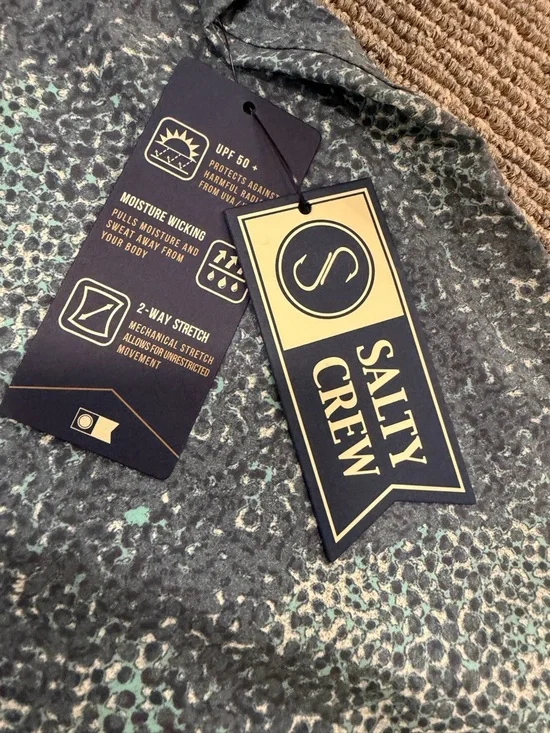 UPF 50 +
PROTECTS AGAINST
HARMFUL
FROM UVA
MOISTURE WICKING
PULLS MOISTURE AND
SWEAT AWAY FROM
YOUR BODY
2-WAY STRETCH
MECHANICAL STRETCH
ALLOWS FOR UNRESTRICTED
MOVEMENT
SALTY
CREW